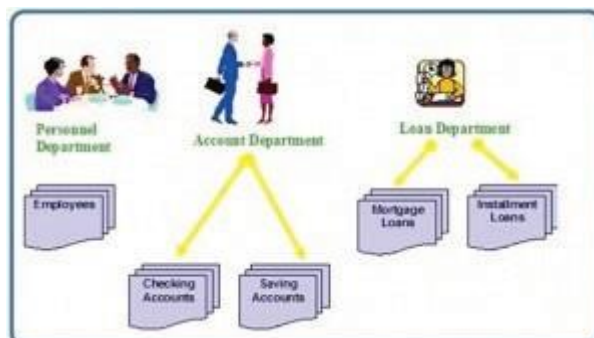 Personnel
Department
Account Department
Loan Department
Employees
Mortgage
Loans
Installment
Loans
Checking
Accounts
Saving
Accounts